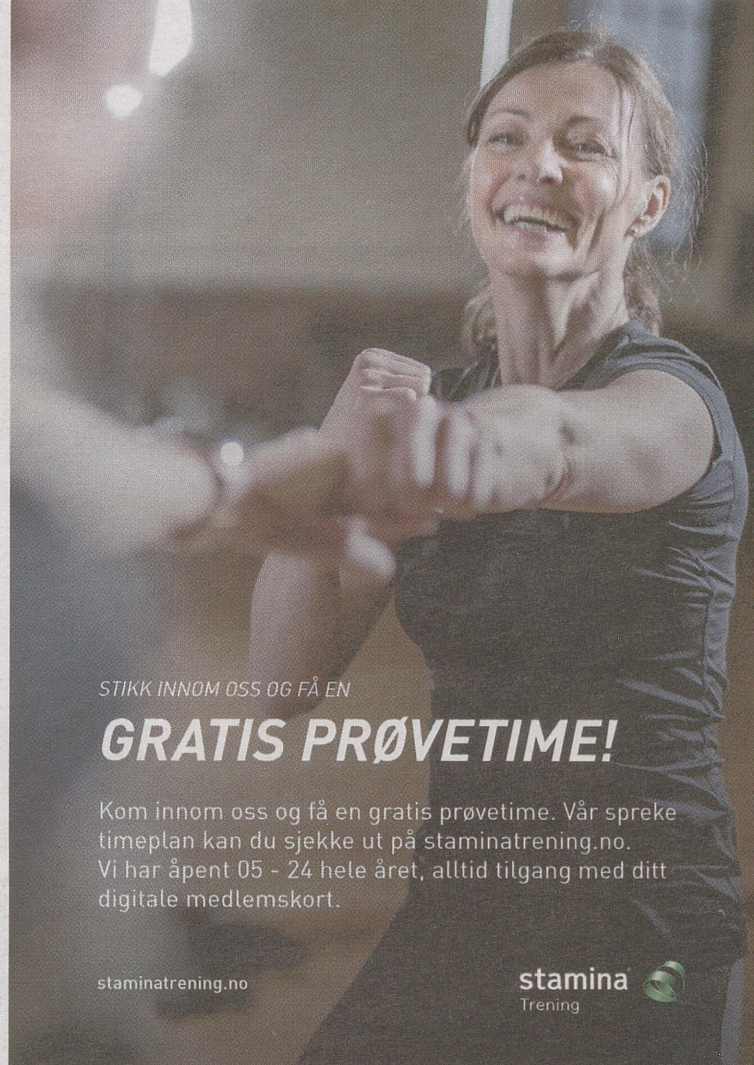 STIKK INNOM OSS OG FÅ EN
GRATIS PRØVETIME!
Kom innom oss og få en gratis prøvetime. Vår spreke
timeplan kan du sjekke ut på staminatrening.no.
Vi har åpent 05 - 24 hele året, alltid tilgang med ditt
digitale medlemskort.
staminatrening.no
stamina
Trening